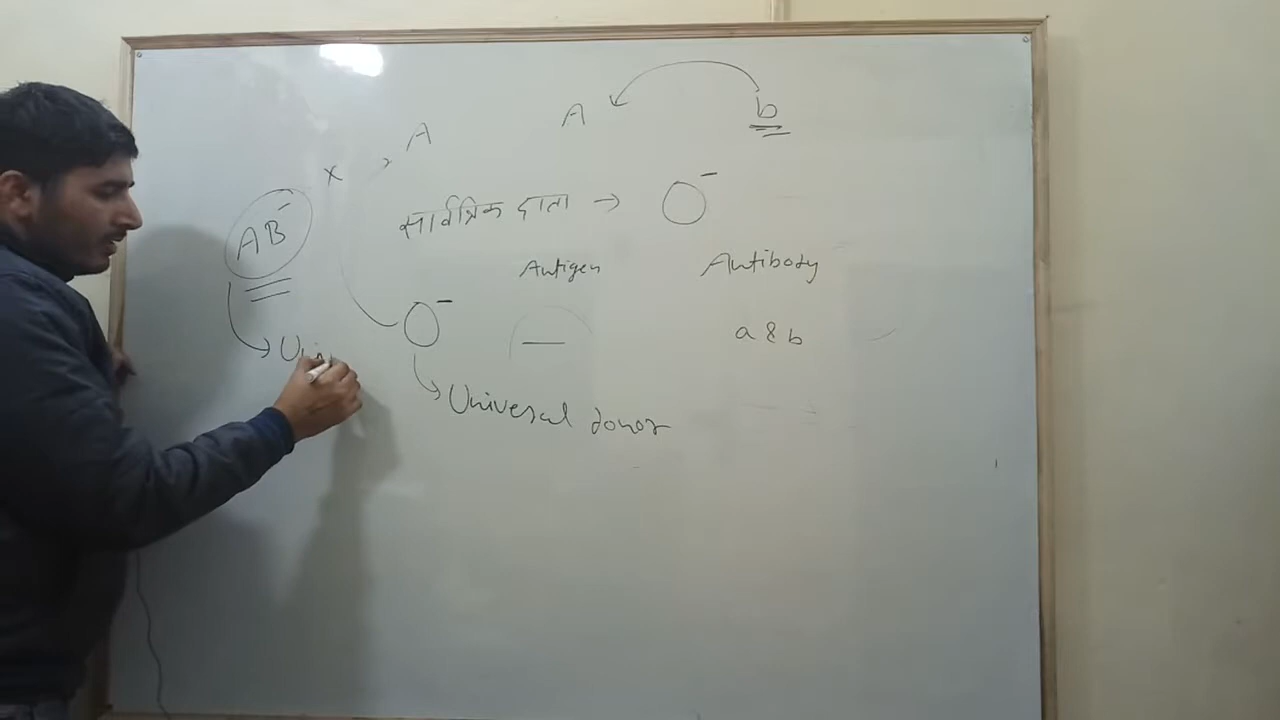 A b
A
x
सार्वत्रिक दाता → O⁻
AB⁻
Antigen Antibody
O⁻ — a & b
Universal donor